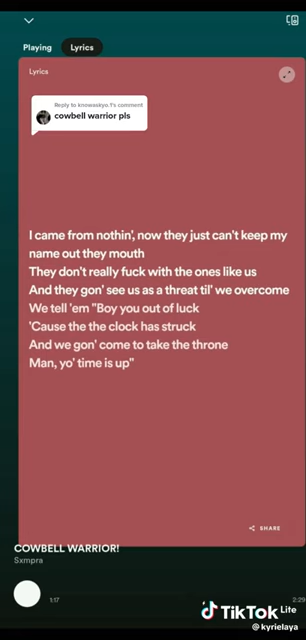 Playing Lyrics
Lyrics
Reply to knowasiryo.1's comment
cowbell warrior pls
I came from nothin', now they just can't keep my
name out they mouth
They don't really fuck with the ones like us
And they gon' see us as a threat til' we overcome
We tell 'em "Boy you out of luck
'Cause the the clock has struck
And we gon' come to take the throne
Man, yo' time is up"
SHARE
COWBELL WARRIOR!
Sxmpra
1:17 2:29
TikTok Lite
@kyrielaya